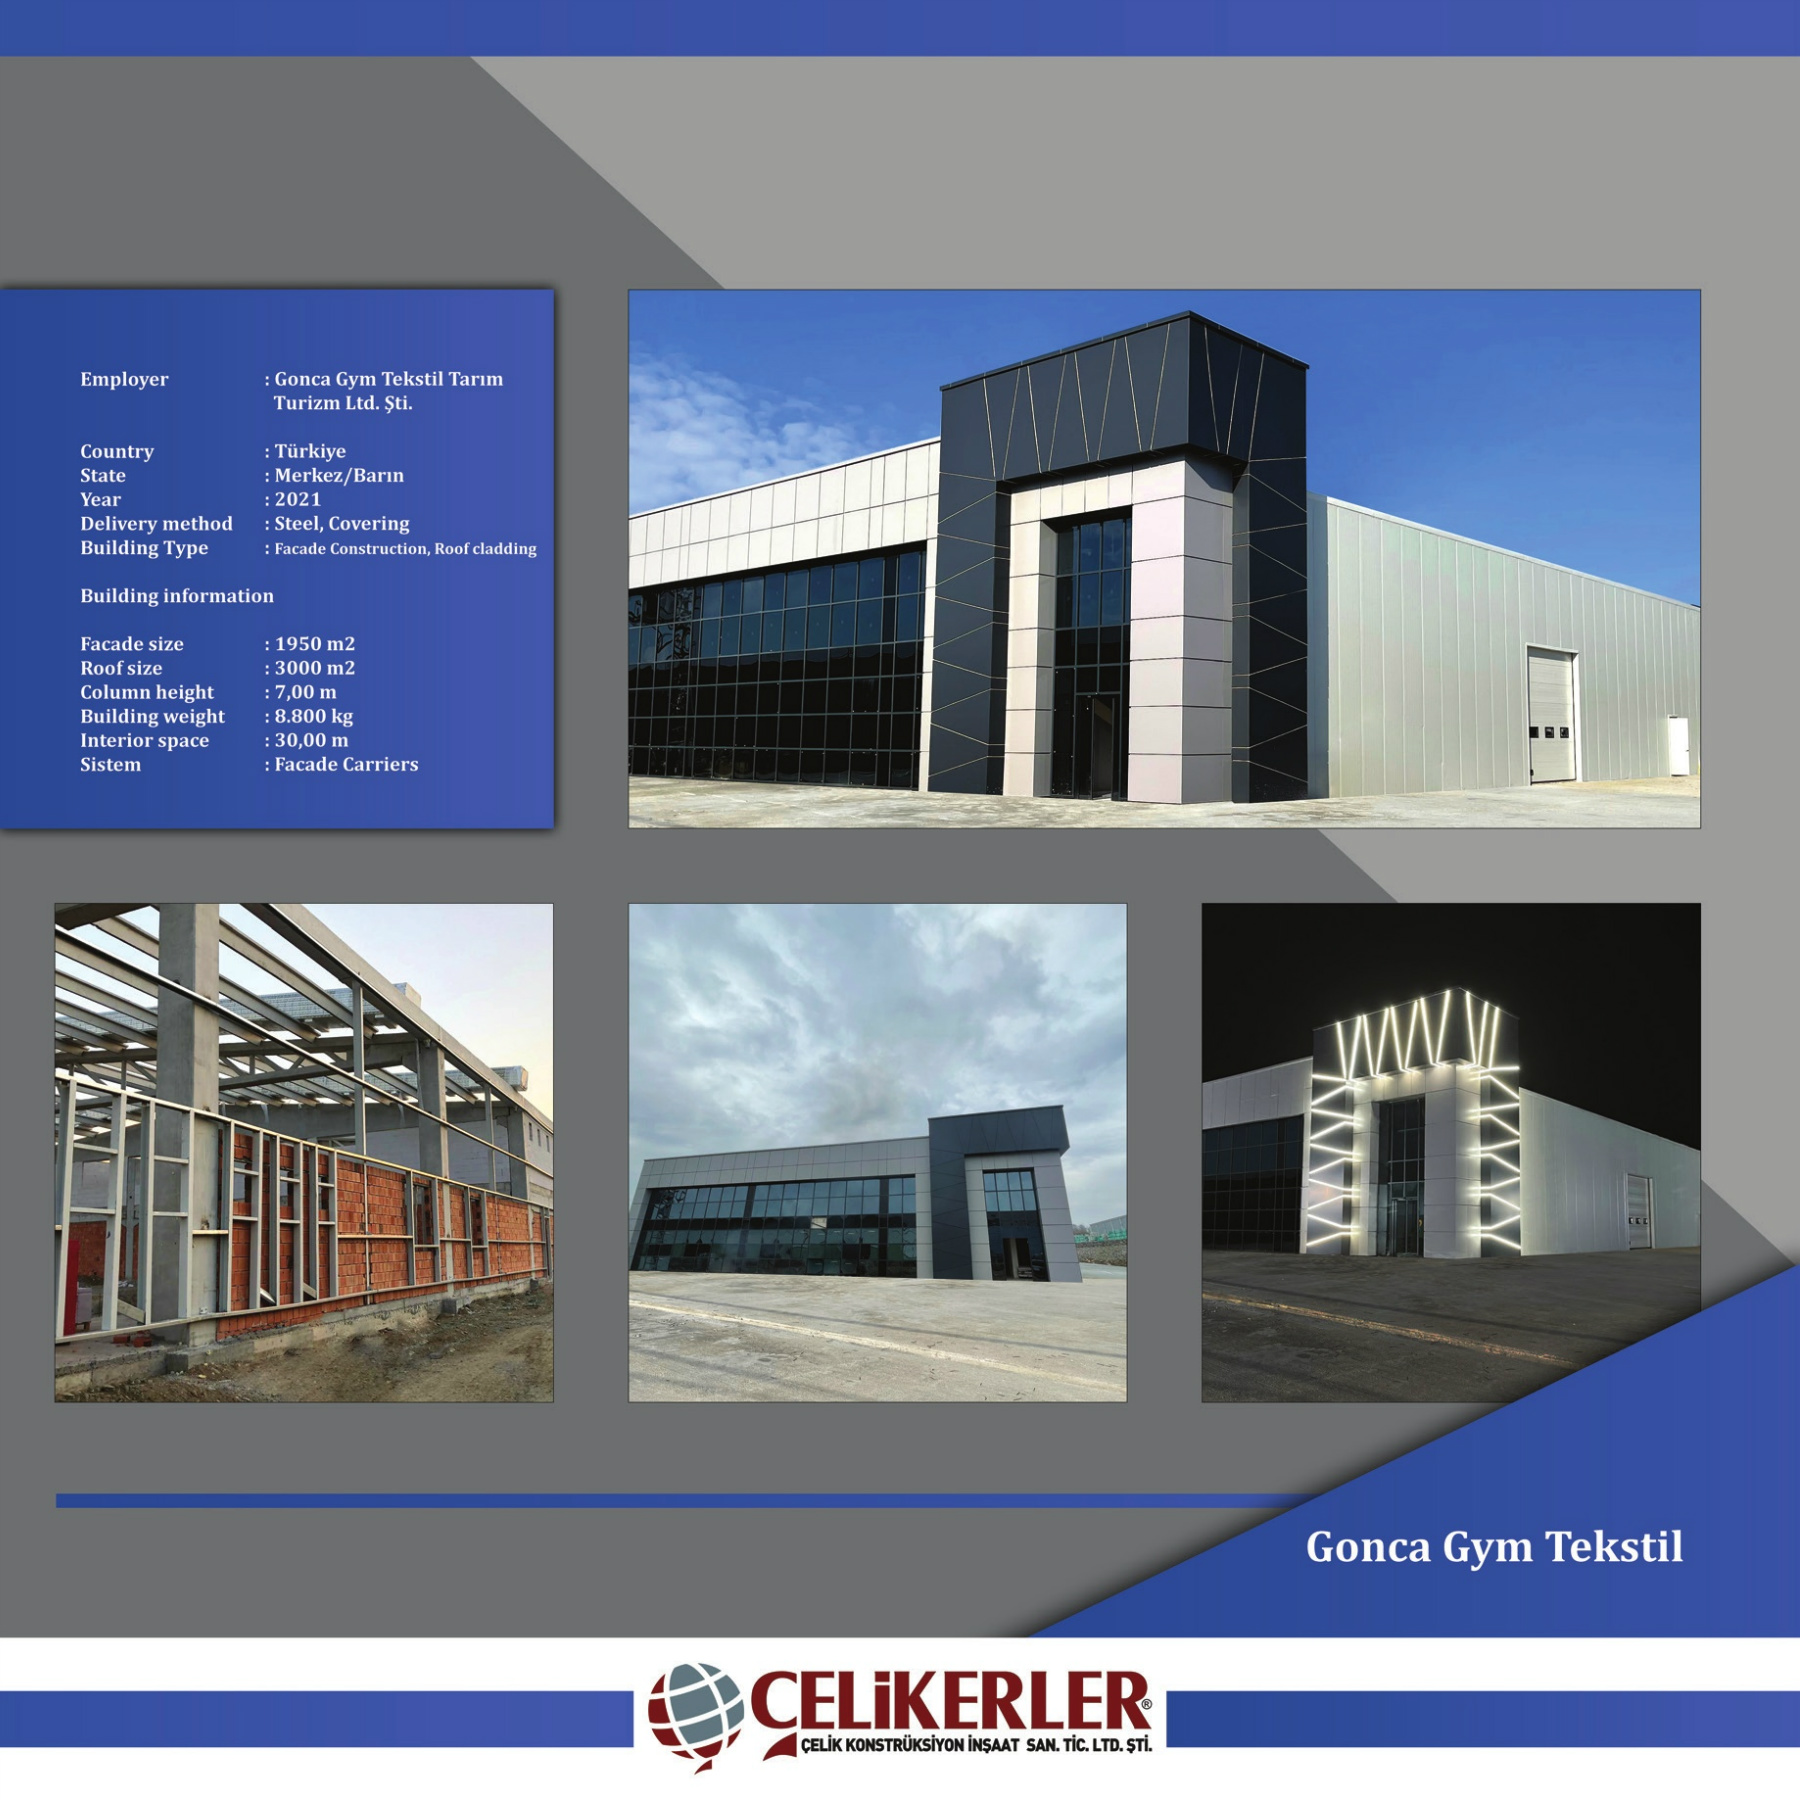 Employer : Gonca Gym Tekstil Tarım
Turizm Ltd. Şti.
Country : Türkiye
State : Merkez/Barın
Year : 2021
Delivery method : Steel, Covering
Building Type : Facade Construction, Roof cladding
Building information
Facade size : 1950 m2
Roof size : 3000 m2
Column height : 7,00 m
Building weight : 8.800 kg
Interior space : 30,00 m
Sistem : Facade Carriers
Gonca Gym Tekstil
ÇELiKERLER®
ÇELİK KONSTRÜKSİYON İNŞAAT SAN. TİC. LTD. ŞTİ.